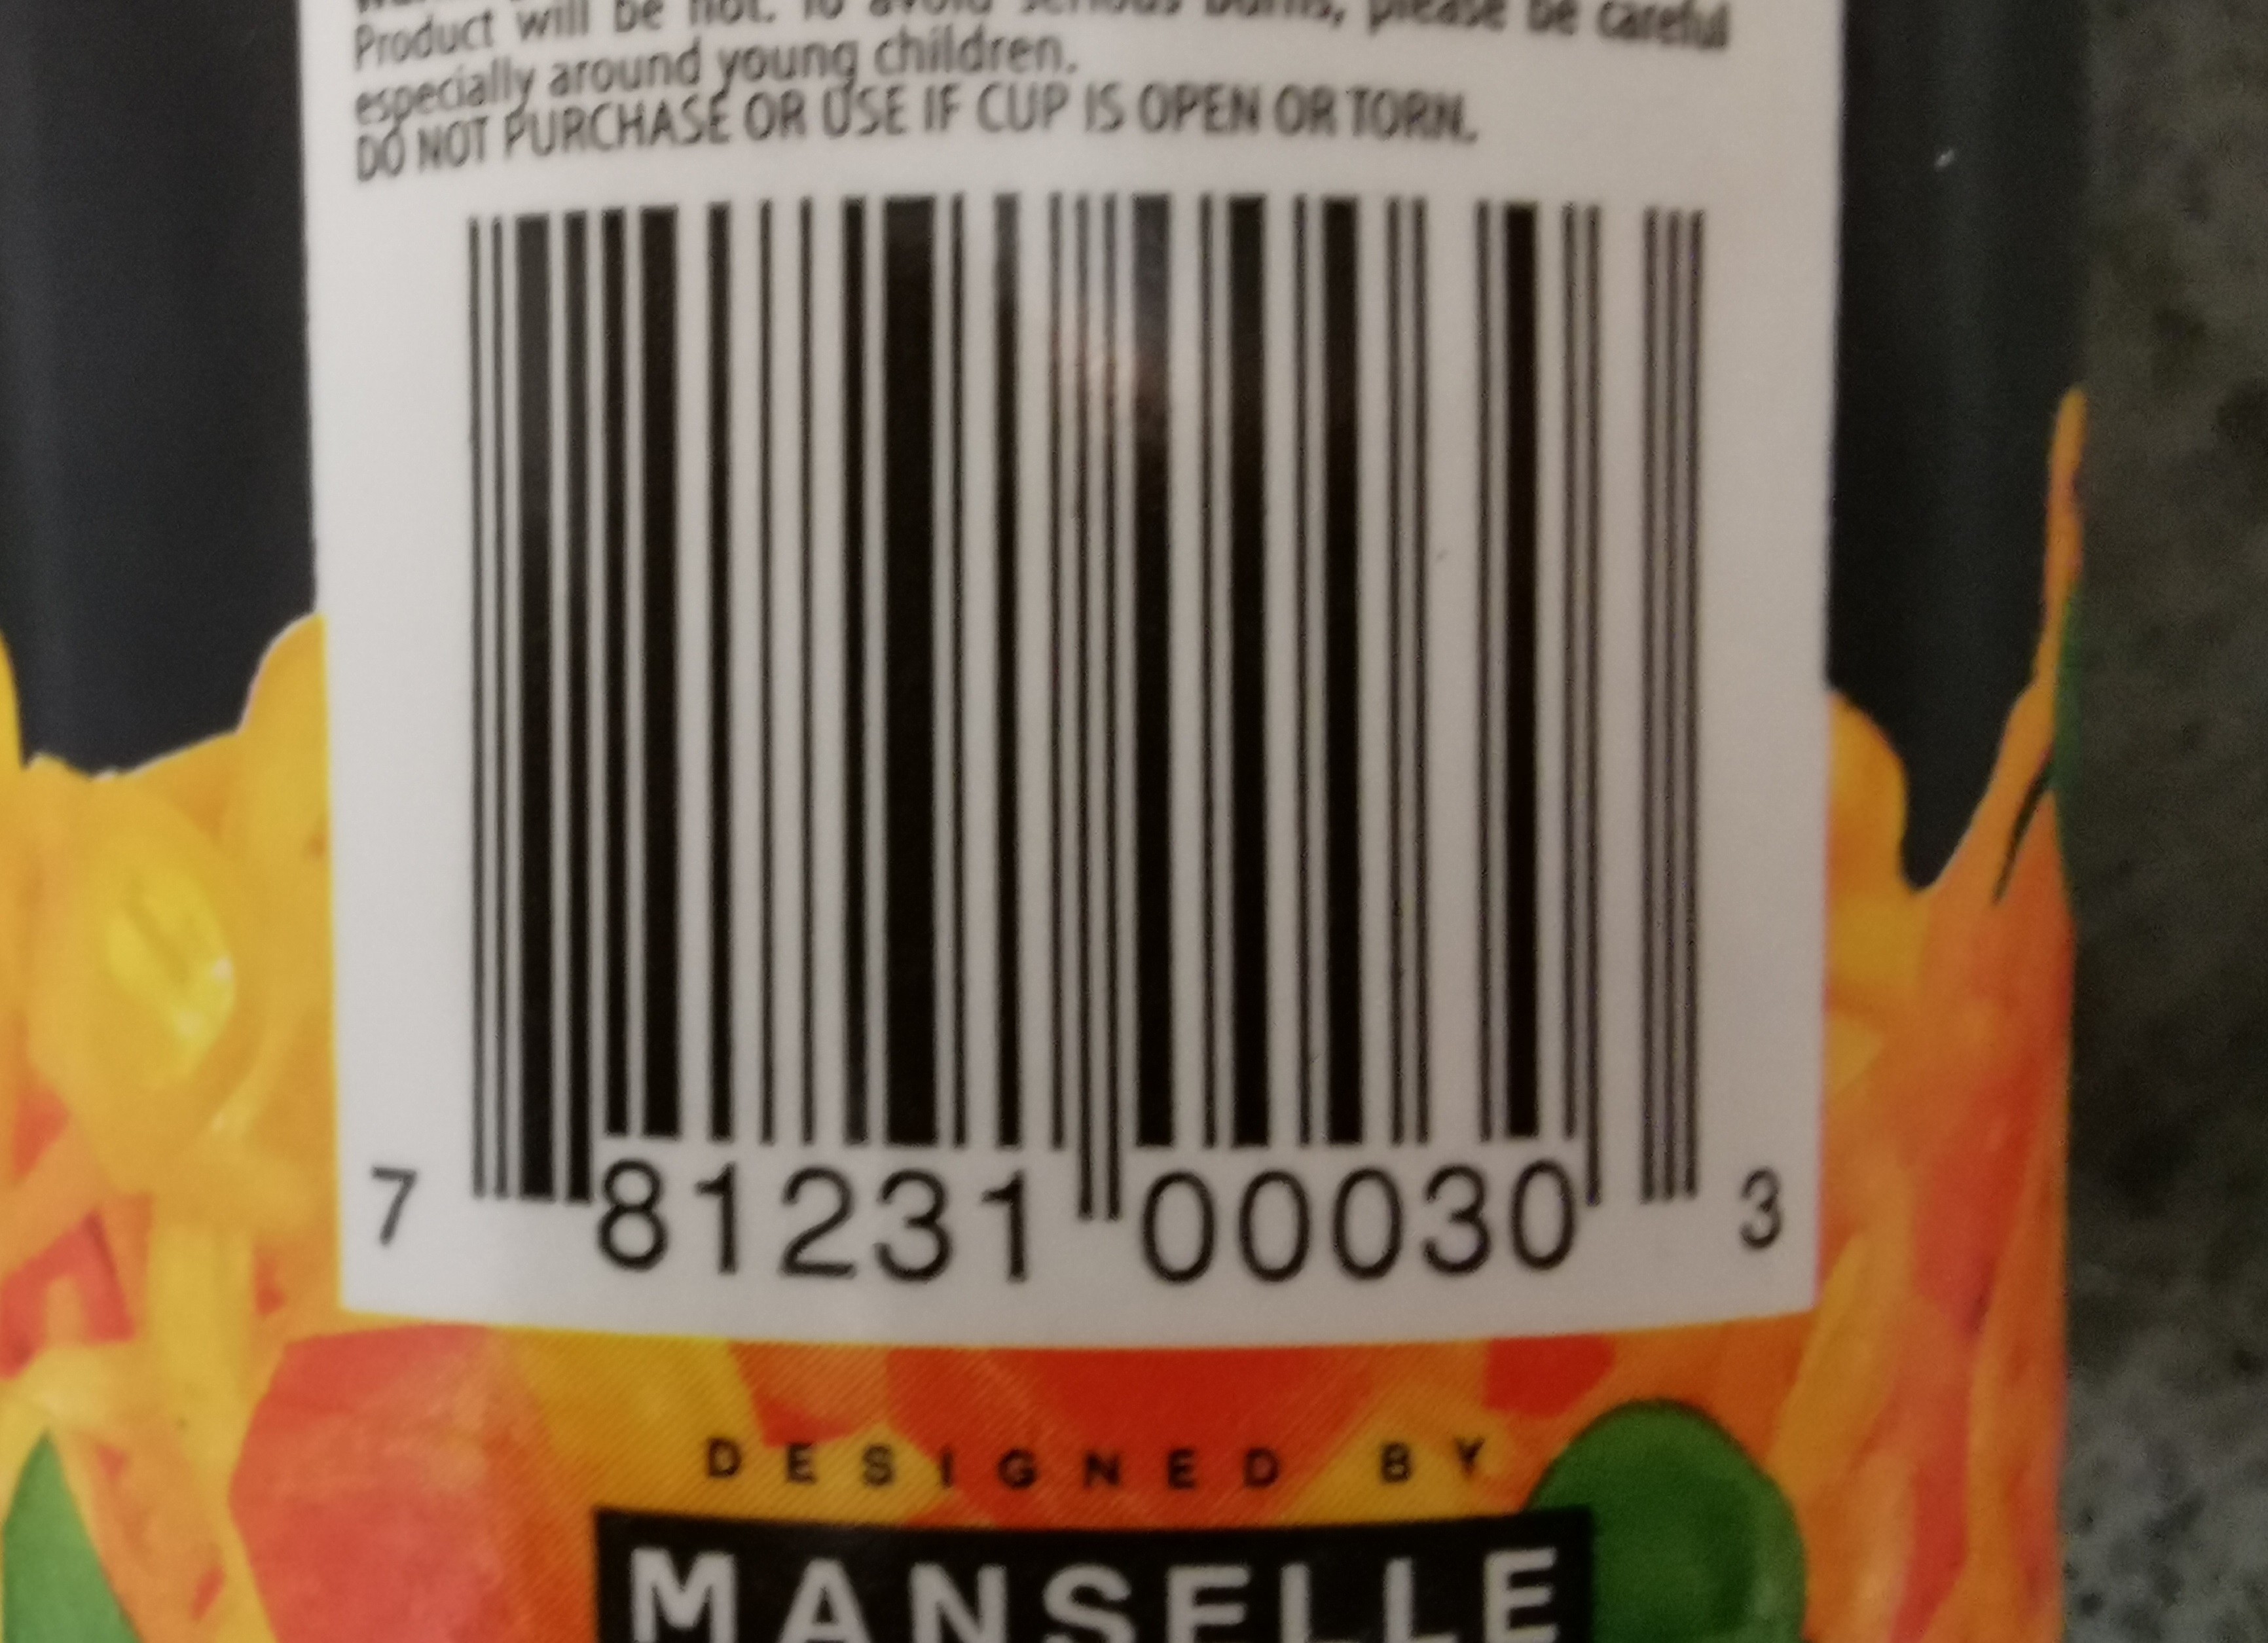 Product will be hot. To avoid serious burns, please be careful
especially around young children.
DO NOT PURCHASE OR USE IF CUP IS OPEN OR TORN.
7 81231 00030 3
DESIGNED BY
MANSELLE